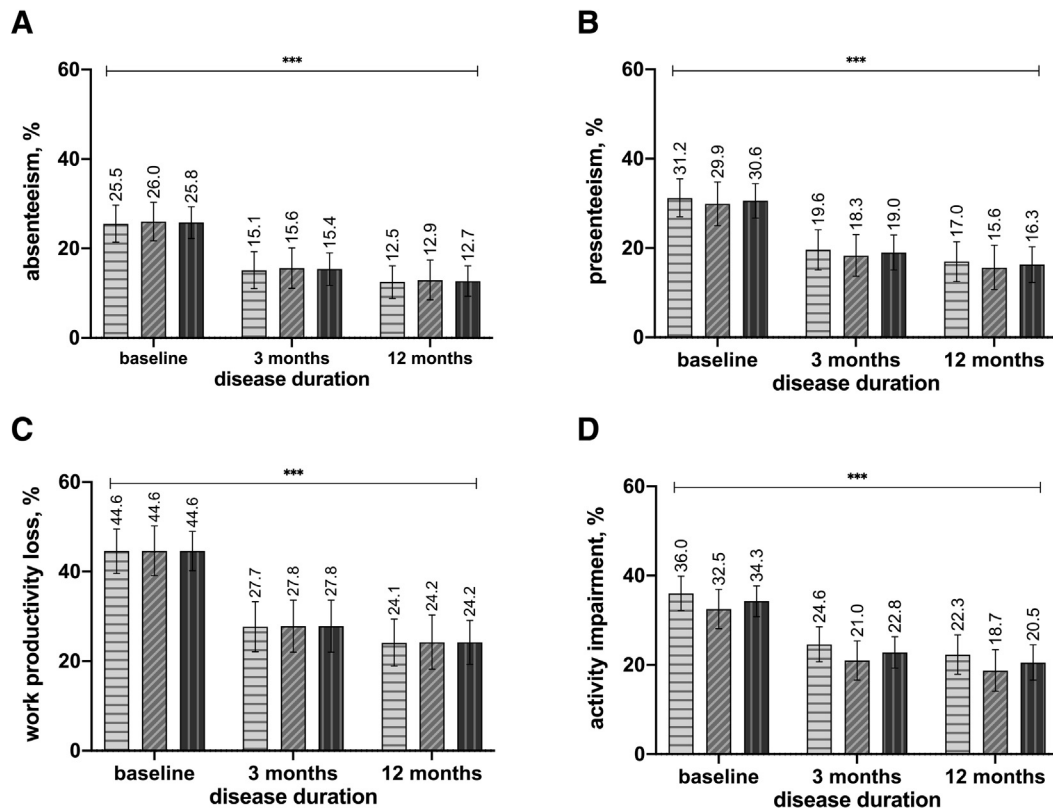 A
absenteeism, %
60
40
20
0
***
25.5
26.0
25.8
15.1
15.6
15.4
12.5
12.9
12.7
baseline
3 months
12 months
disease duration
B
presenteeism, %
60
40
20
0
***
31.2
29.9
30.6
19.6
18.3
19.0
17.0
15.6
16.3
baseline
3 months
12 months
disease duration
C
work productivity loss, %
60
40
20
0
***
44.6
44.6
44.6
27.7
27.8
27.8
24.1
24.2
24.2
baseline
3 months
12 months
disease duration
D
activity impairment, %
60
40
20
0
***
36.0
32.5
34.3
24.6
21.0
22.8
22.3
18.7
20.5
baseline
3 months
12 months
disease duration